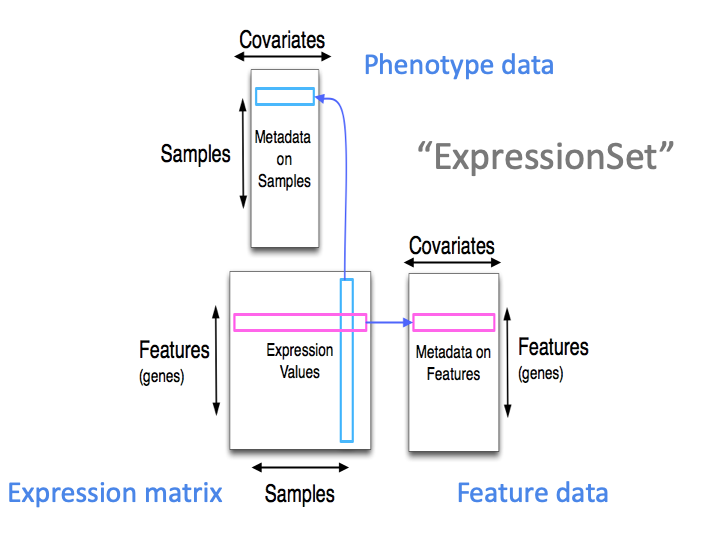 Covariates
Phenotype data
Samples
Metadata
on
Samples
“ExpressionSet”
Covariates
Features
(genes)
Expression
Values
Metadata on
Features
Features
(genes)
Expression matrix
Samples
Feature data